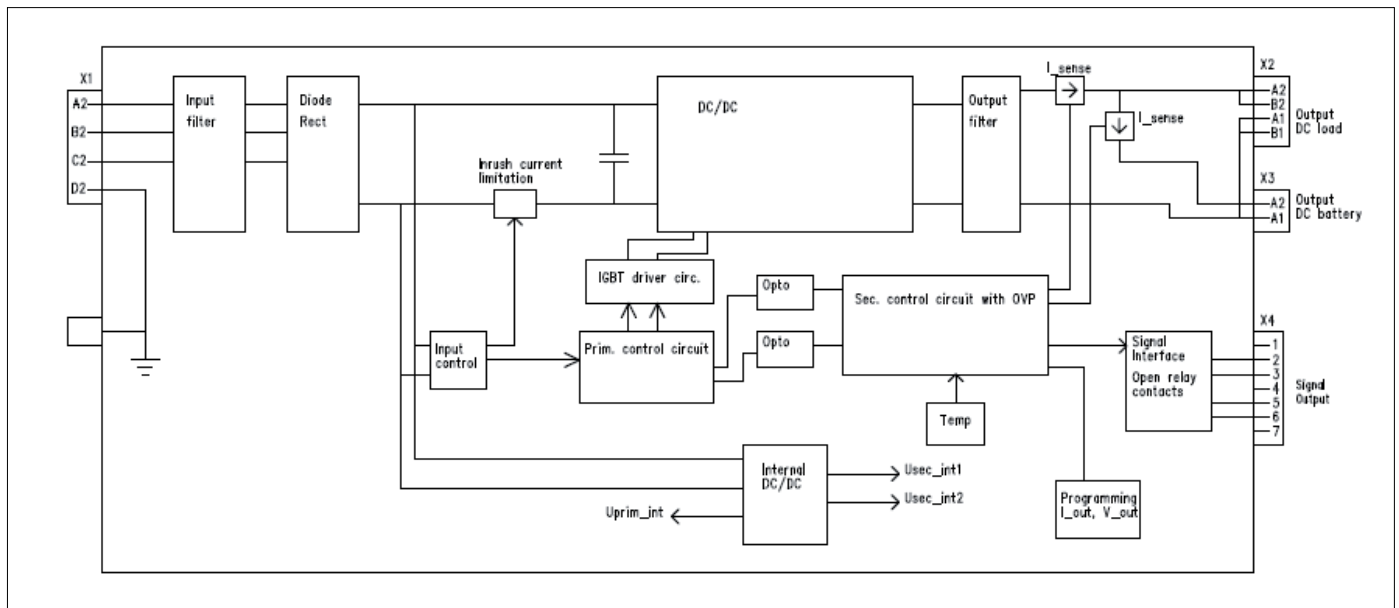 X1
A2
B2
C2
D2
Input
filter
Diode
Rect
Inrush current
limitation
DC/DC
Output
filter
I_sense
I_sense
X2
A2
B2
A1
B1
Output
DC load
X3
A2
A1
Output
DC battery
IGBT driver circ.
Input
control
Prim. control circuit
Opto
Opto
Sec. control circuit with OVP
Temp
Signal
Interface
Open relay
contacts
X4
1
2
3
4
5
6
7
Signal
Output
Internal
DC/DC
Usec_int1
Usec_int2
Uprim_int
Programming
I_out, V_out